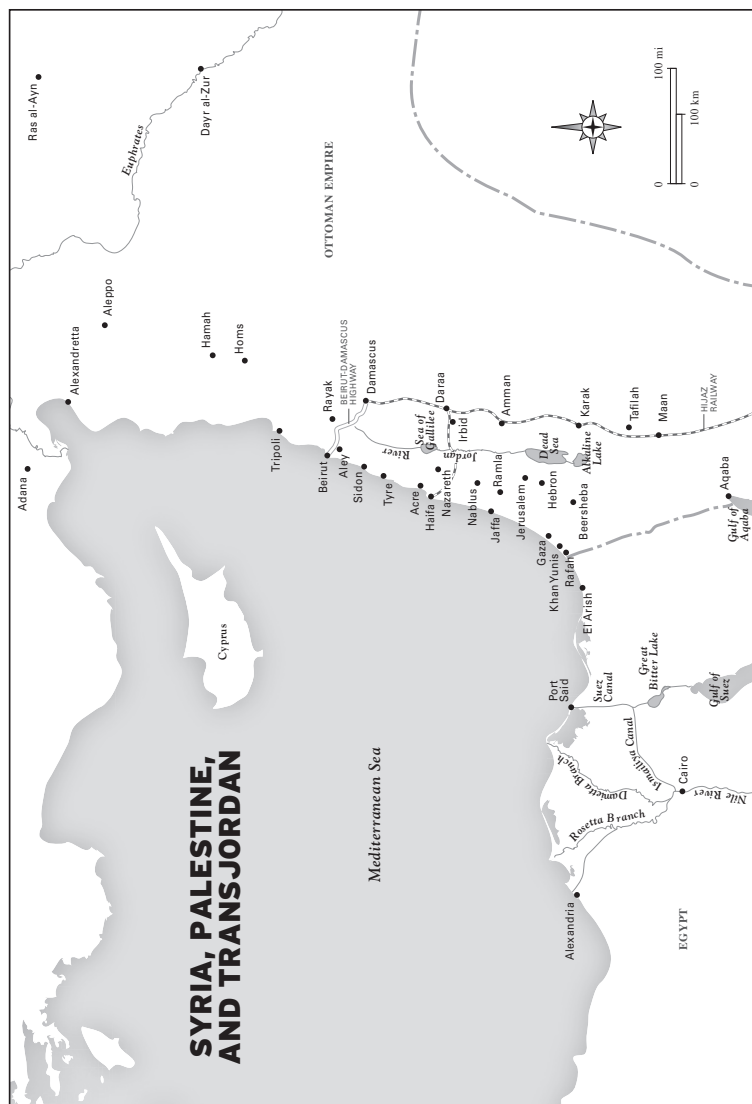 SYRIA, PALESTINE,
AND TRANSJORDAN
Adana
Alexandretta
Aleppo
Ras al-Ayn
Euphrates
Dayr al-Zur
Hamah
Homs
OTTOMAN EMPIRE
Cyprus
Mediterranean Sea
Tripoli
Rayak
BEIRUT-DAMASCUS
HIGHWAY
Beirut
Aley
Damascus
Sidon
Tyre
Sea of
Gallilee
River
Jordan
Daraa
Irbid
Acre
Haifa
Nazareth
Nablus
Ramla
Jaffa
Amman
Jerusalem
Dead
Sea
Hebron
Karak
Alkaline
Lake
Beersheba
Gaza
Khan Yunis
Rafah
El Arish
Tafilah
Maan
HIJAZ
RAILWAY
Aqaba
Gulf of
Aqaba
Port
Said
Suez
Canal
Great
Bitter Lake
Gulf of
Suez
Ismailiya Canal
Damietta Branch
Rosetta Branch
Cairo
Nile River
Alexandria
EGYPT
0
100 mi
0
100 km